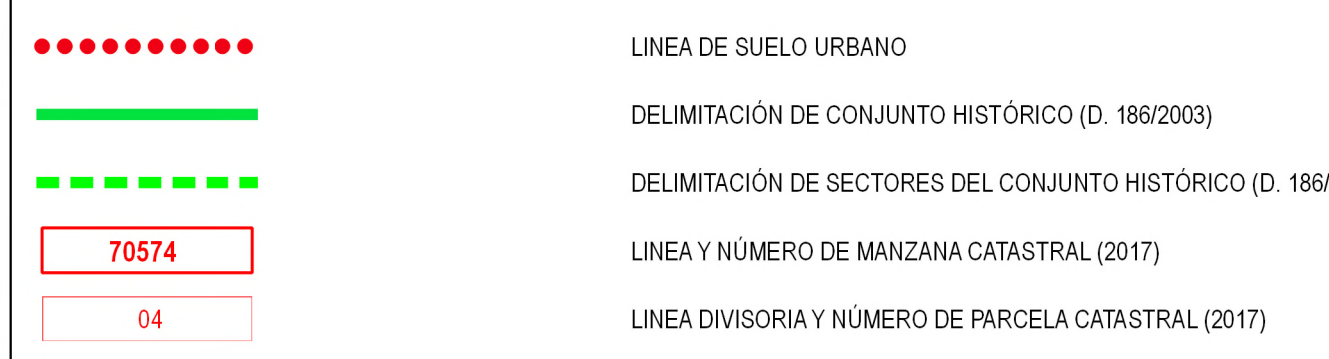 LINEA DE SUELO URBANO
DELIMITACIÓN DE CONJUNTO HISTÓRICO (D. 186/2003)
DELIMITACIÓN DE SECTORES DEL CONJUNTO HISTÓRICO (D. 186/
70574 LINEA Y NÚMERO DE MANZANA CATASTRAL (2017)
04 LINEA DIVISORIA Y NÚMERO DE PARCELA CATASTRAL (2017)